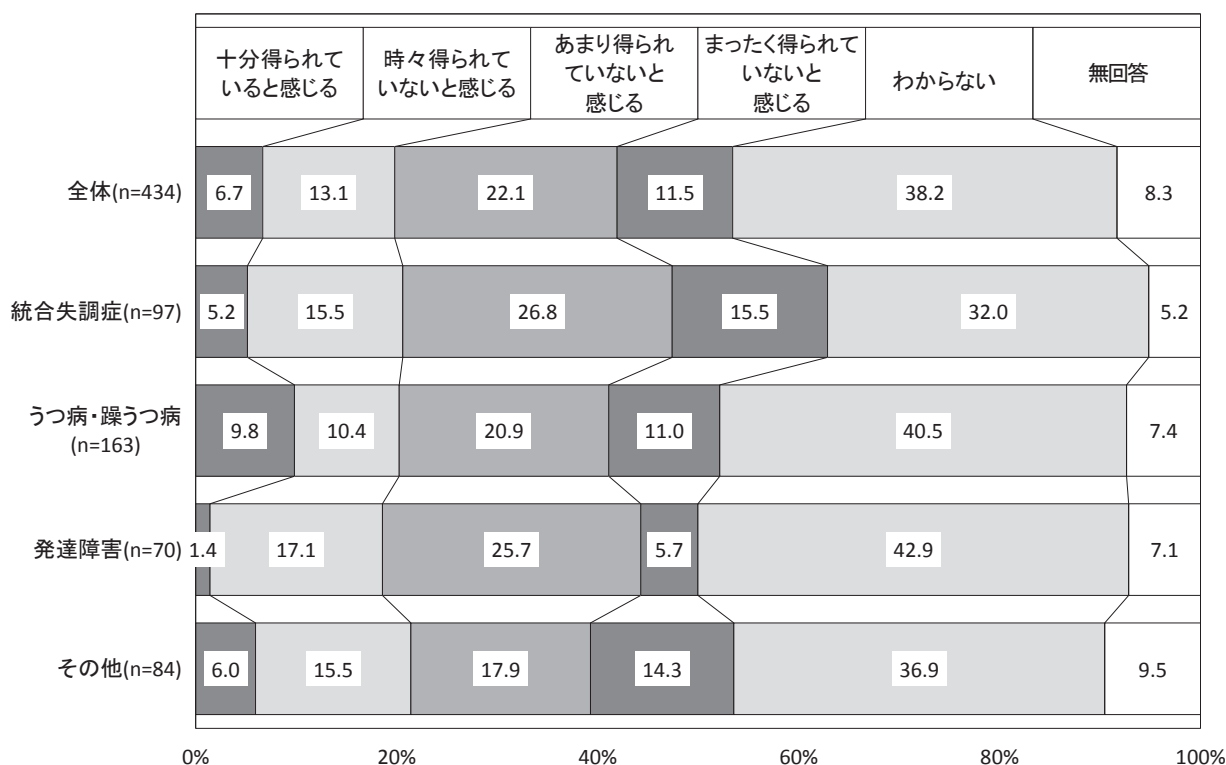 十分得られて
いると感じる
時々得られて
いないと感じる
あまり得られ
ていないと
感じる
まったく得られて
いないと
感じる
わからない
無回答
全体(n=434)
6.7
13.1
22.1
11.5
38.2
8.3
統合失調症(n=97)
5.2
15.5
26.8
15.5
32.0
5.2
うつ病・躁うつ病
(n=163)
9.8
10.4
20.9
11.0
40.5
7.4
発達障害(n=70)
1.4
17.1
25.7
5.7
42.9
7.1
その他(n=84)
6.0
15.5
17.9
14.3
36.9
9.5
0%
20%
40%
60%
80%
100%